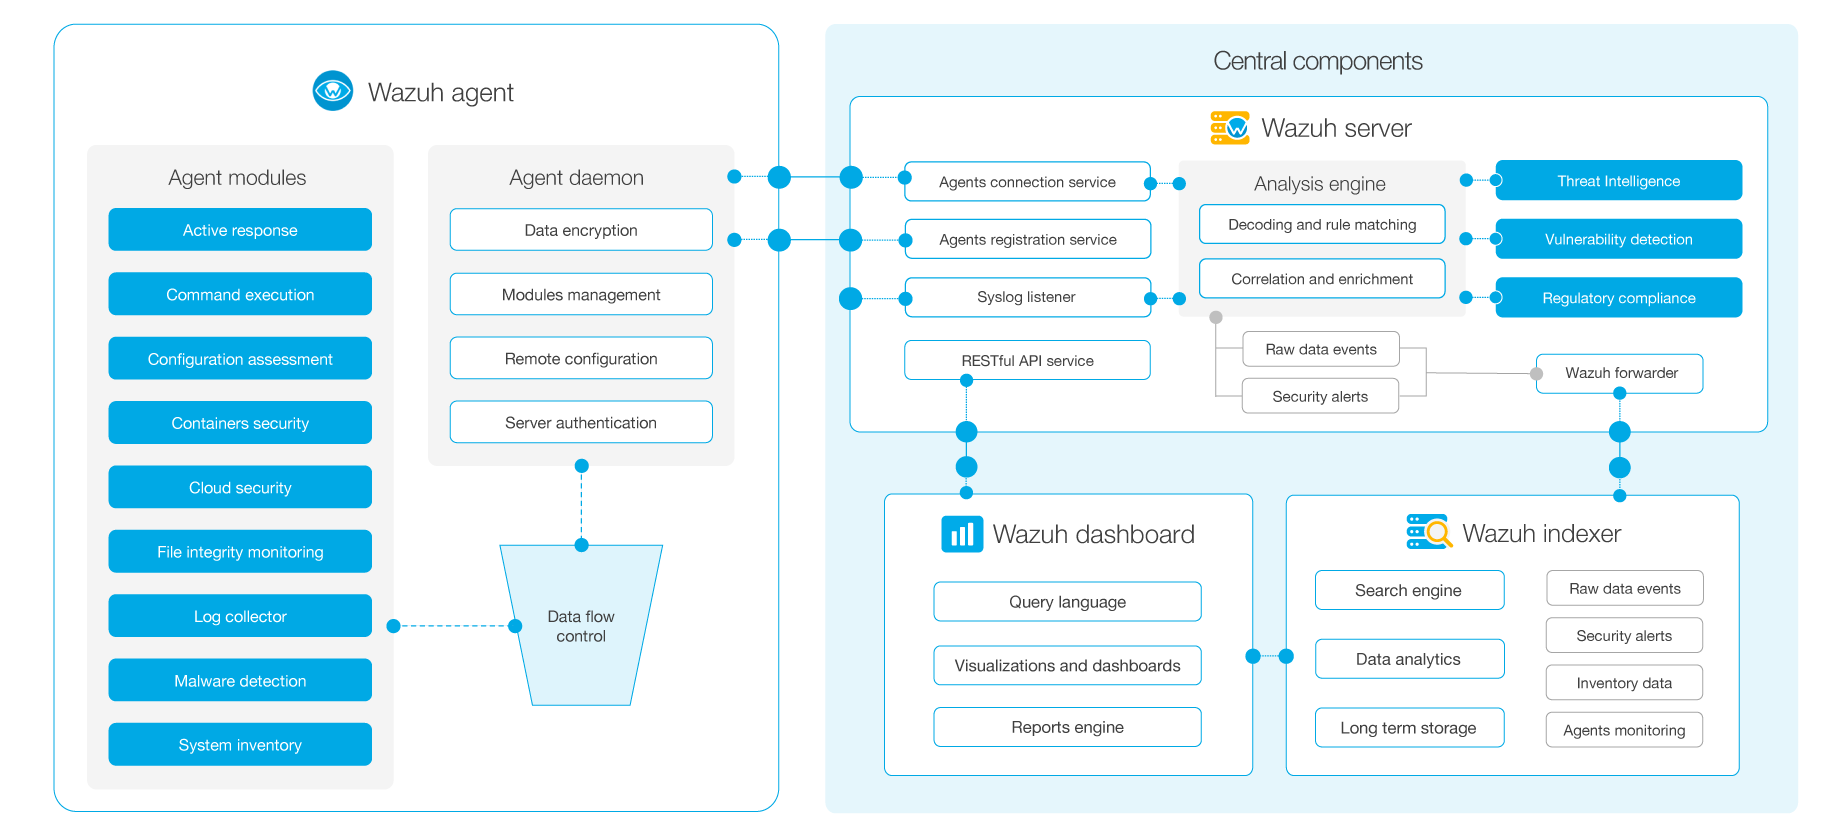 Wazuh agent
Agent modules
Active response
Command execution
Configuration assessment
Containers security
Cloud security
File integrity monitoring
Log collector
Malware detection
System inventory
Agent daemon
Data encryption
Modules management
Remote configuration
Server authentication
Data flow
control
Central components
Wazuh server
Agents connection service
Agents registration service
Syslog listener
RESTful API service
Analysis engine
Decoding and rule matching
Correlation and enrichment
Raw data events
Security alerts
Threat Intelligence
Vulnerability detection
Regulatory compliance
Wazuh forwarder
Wazuh dashboard
Query language
Visualizations and dashboards
Reports engine
Wazuh indexer
Search engine
Data analytics
Long term storage
Raw data events
Security alerts
Inventory data
Agents monitoring